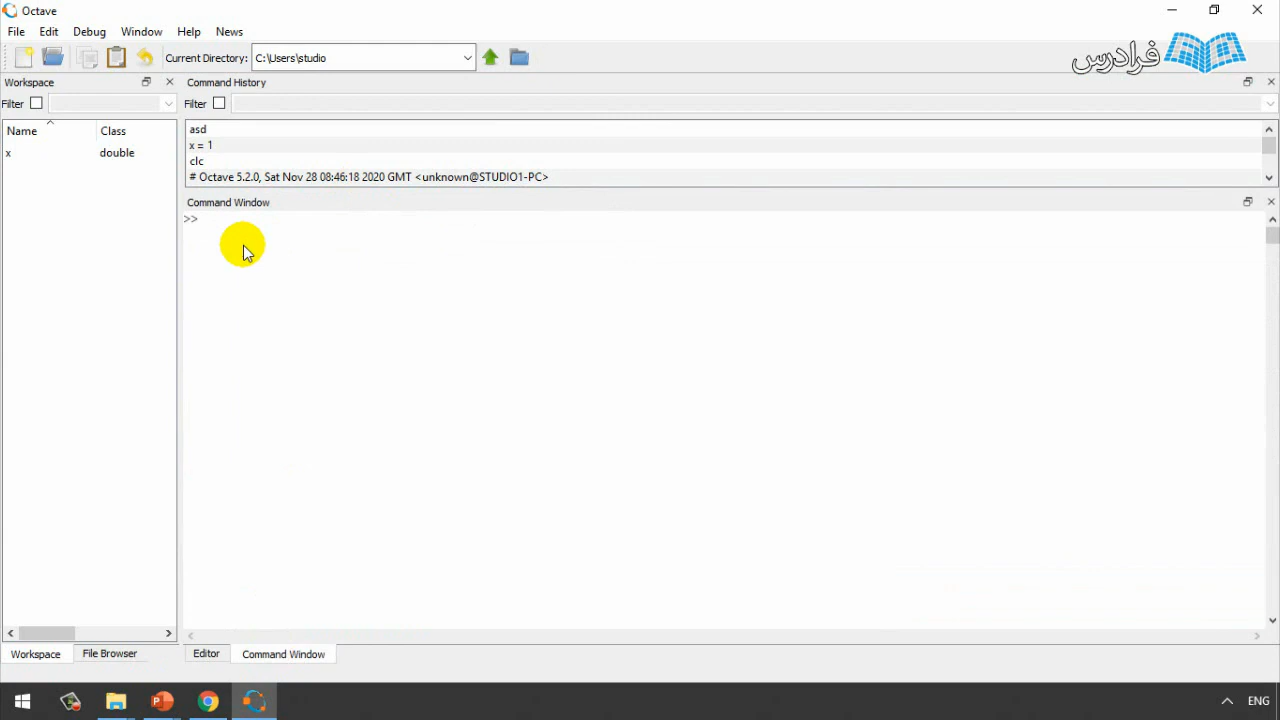 Octave
File Edit Debug Window Help News
Current Directory: C:\Users\studio
فرادرس
Workspace
Filter
Name Class
x double
Command History
Filter
asd
x = 1
clc
# Octave 5.2.0, Sat Nov 28 08:46:18 2020 GMT <unknown@STUDIO1-PC>
Command Window
>>
Workspace File Browser
Editor Command Window
ENG